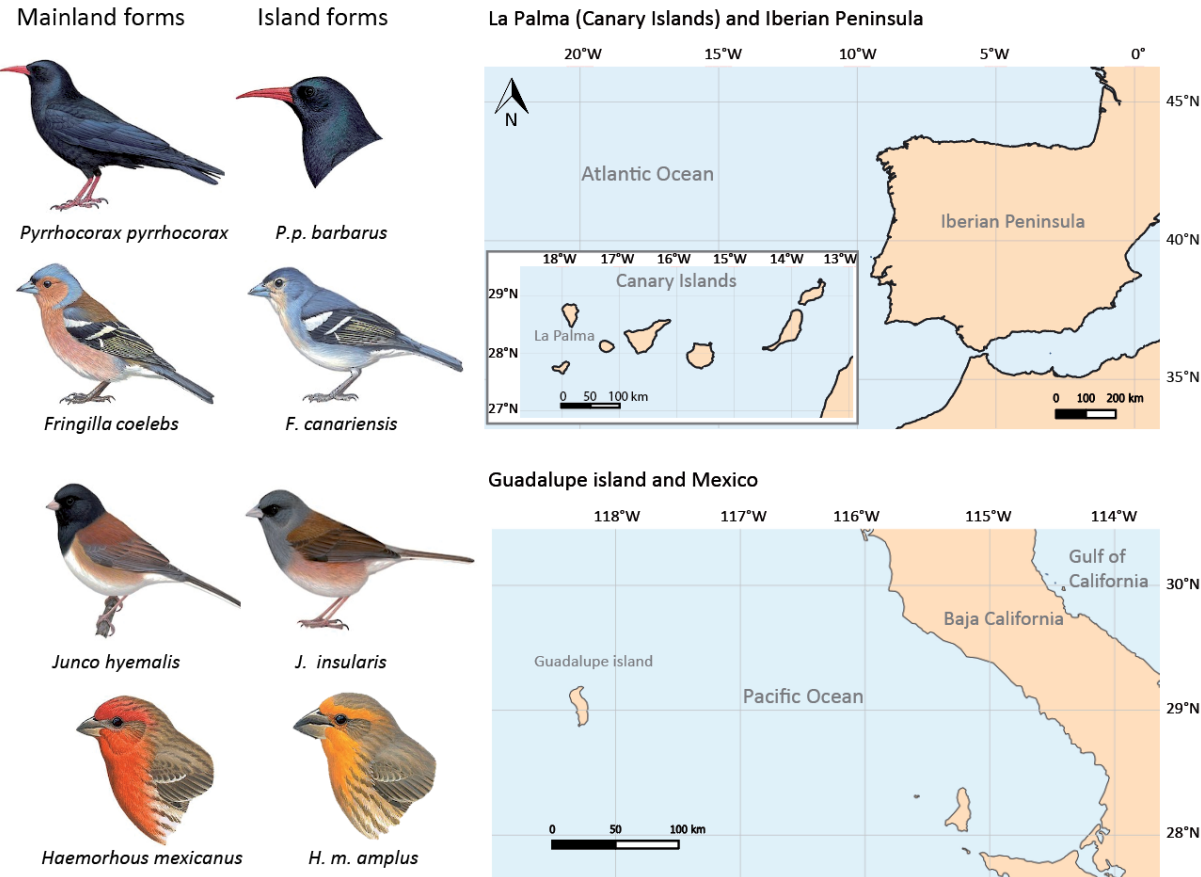 Mainland forms
Island forms
Pyrrhocorax pyrrhocorax
P.p. barbarus
Fringilla coelebs
F. canariensis
Junco hyemalis
J. insularis
Haemorhous mexicanus
H. m. amplus
La Palma (Canary Islands) and Iberian Peninsula
20°W 15°W 10°W 5°W 0°
N
45°N
Atlantic Ocean
Iberian Peninsula
40°N
18°W 17°W 16°W 15°W 14°W 13°W
Canary Islands
29°N
La Palma
28°N
35°N
0 50 100 km
27°N
0 100 200 km
Guadalupe island and Mexico
118°W 117°W 116°W 115°W 114°W
Gulf of
California
30°N
Baja California
Guadalupe island
Pacific Ocean
29°N
0 50 100 km
28°N